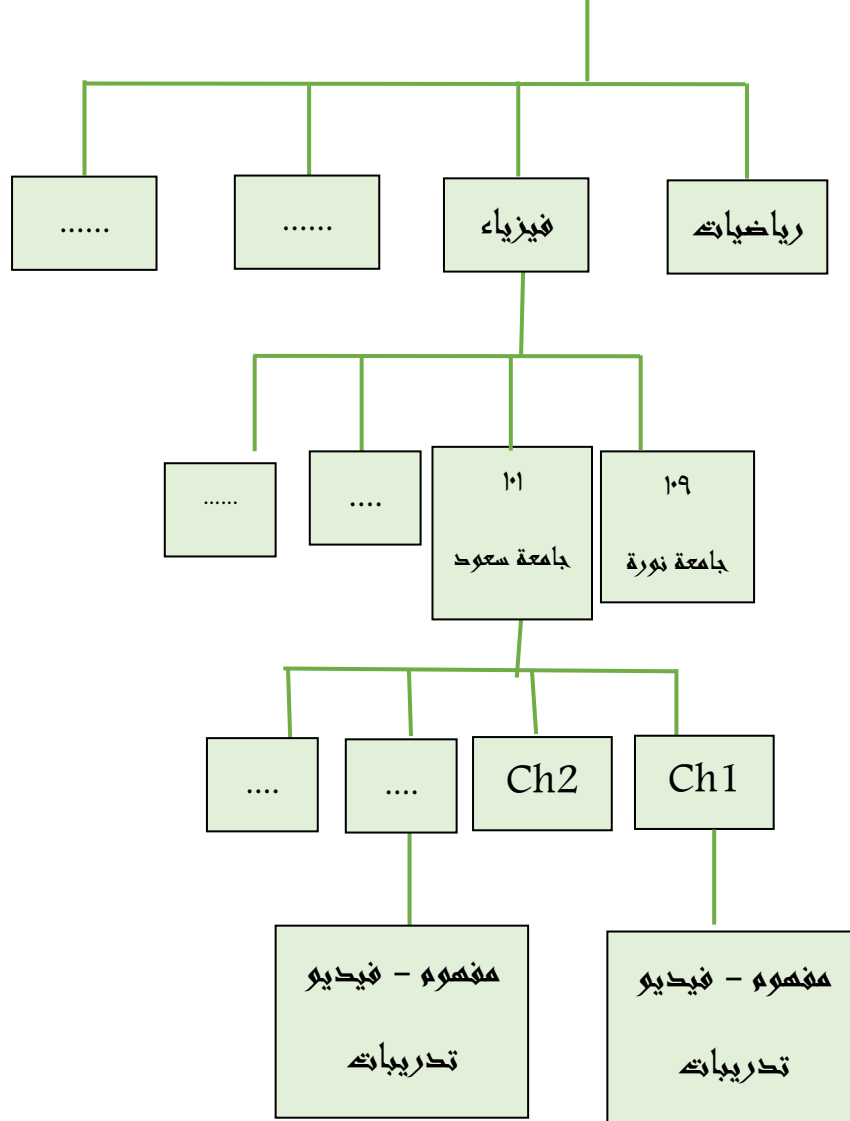 رياضيات
فيزياء
......
......
١٠٩
جامعة نورة
١٠١
جامعة سعود
....
......
Ch1
Ch2
....
....
مفهوم – فيديو
تدريبات
مفهوم – فيديو
تدريبات